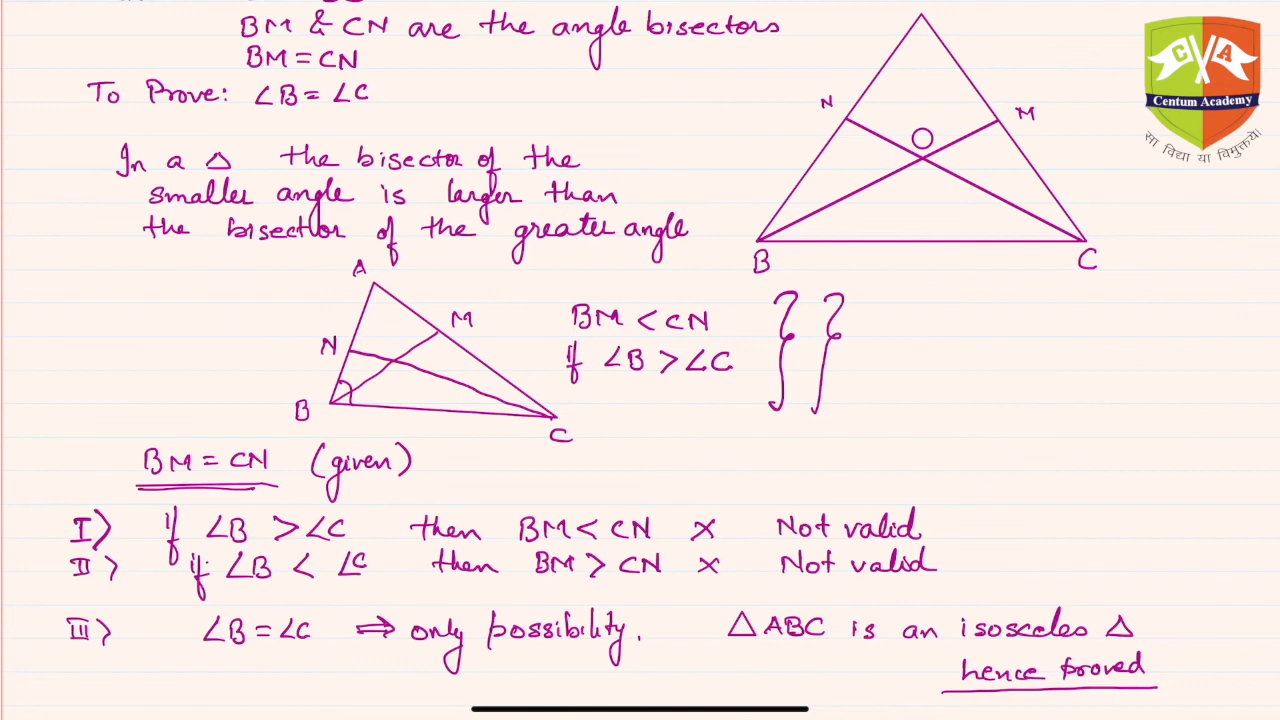 BM & CN are the angle bisectors
BM = CN
To Prove: ∠B = ∠C
In a △ the bisector of the
smaller angle is larger than
the bisector of the greater angle
N
M
O
B
C
C A
Centum Academy
सा विद्या या विमुक्तये।
A
N
M
B
C
BM < CN
if ∠B > ∠C
BM = CN (given)
I) if ∠B > ∠C then BM < CN × Not valid
II) if ∠B < ∠C then BM > CN × Not valid
III) ∠B = ∠C ⇒ only possibility. △ABC is an isosceles △
hence proved